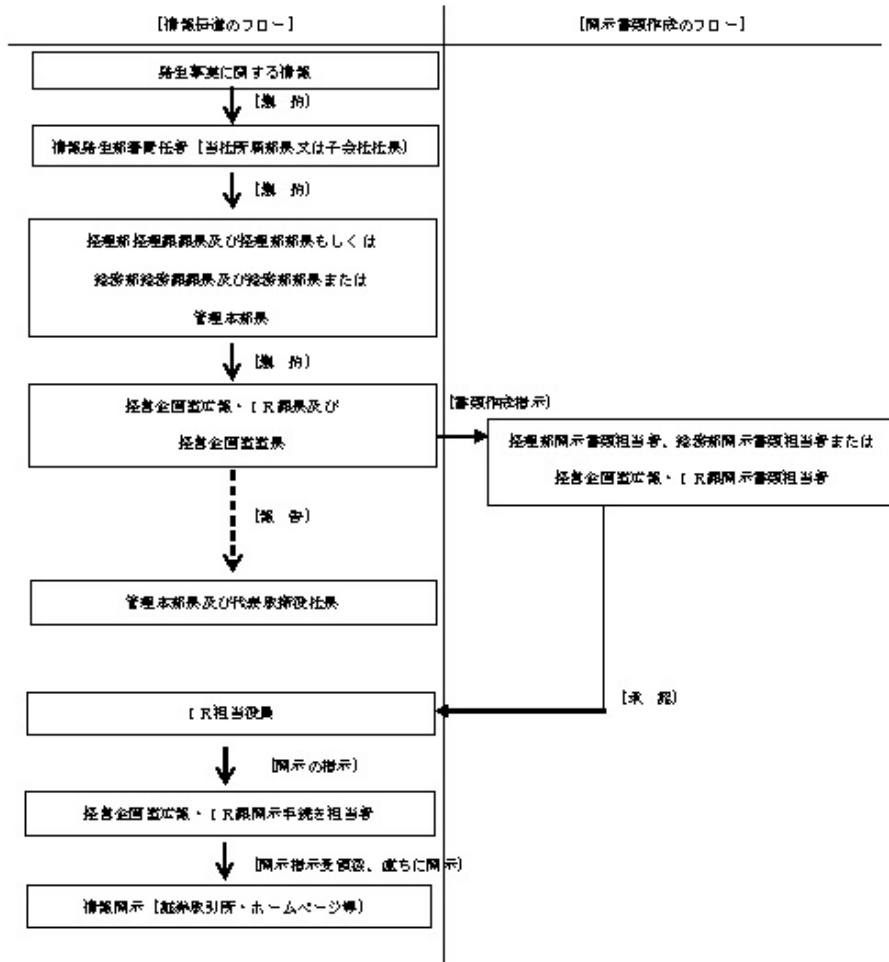 [情報伝達のフロー]
[開示書類作成のフロー]
発生事実に関する情報
[集 約]
情報発生部署責任者[当社所属部長又は子会社社長]
[集 約]
経理部経理課課長及び経理部部長もしくは
総務部総務課課長及び総務部部長または
管理本部長
[集 約]
経営企画室広報・IR課長及び
経営企画室室長
[書類作成指示]
経理部開示書類担当者、総務部開示書類担当者または
経営企画室広報・IR課開示書類担当者
[報 告]
管理本部長及び代表取締役社長
[承 認]
IR担当役員
[開示の指示]
経営企画室広報・IR課開示手続き担当者
[開示指示受領後、直ちに開示]
情報開示[証券取引所・ホームページ等]